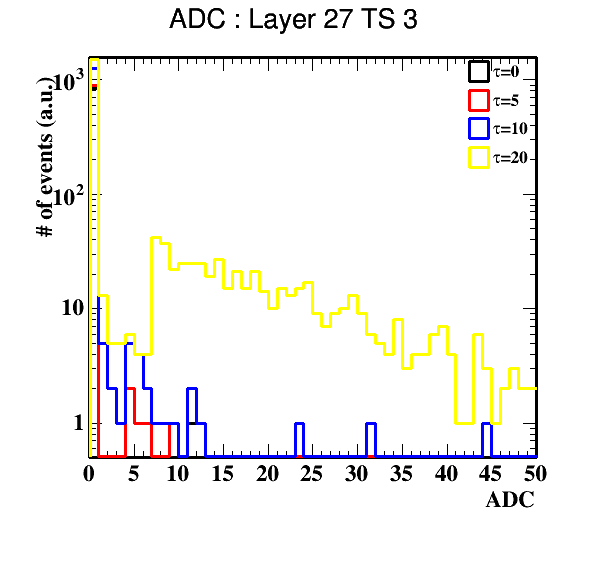 ADC : Layer 27 TS 3
# of events (a.u.)
10³
10²
10
1
τ=0
τ=5
τ=10
τ=20
0 5 10 15 20 25 30 35 40 45 50
ADC